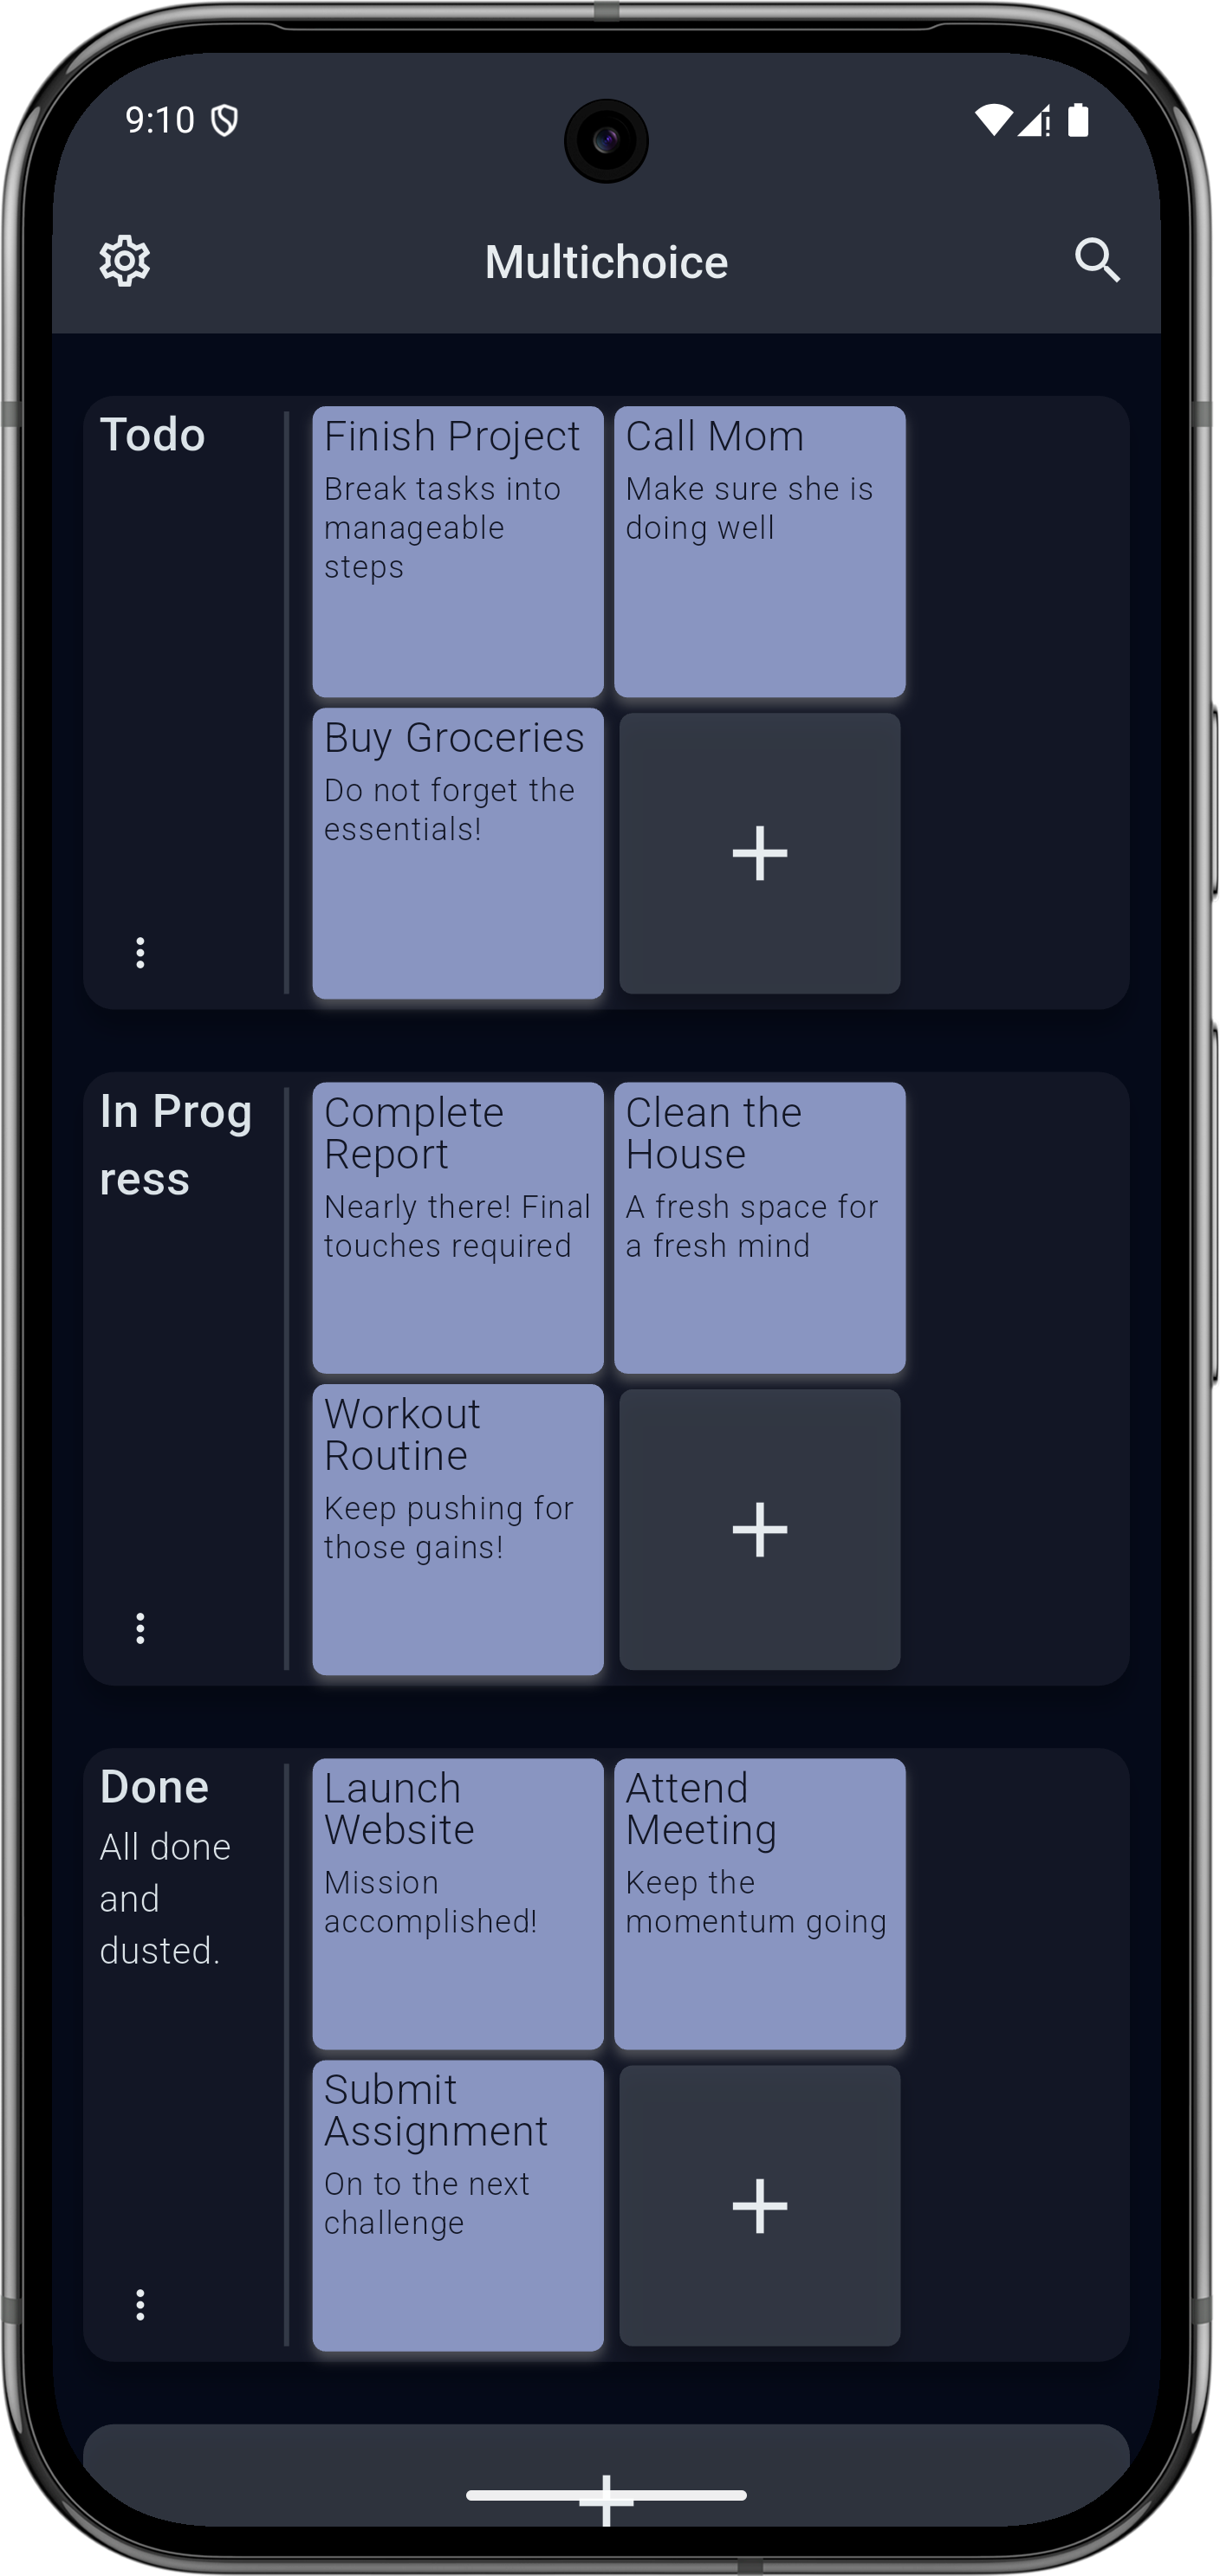 9:10
Multichoice
Todo
Finish Project
Break tasks into
manageable
steps
Call Mom
Make sure she is
doing well
Buy Groceries
Do not forget the
essentials!
In Prog
ress
Complete
Report
Nearly there! Final
touches required
Clean the
House
A fresh space for
a fresh mind
Workout
Routine
Keep pushing for
those gains!
Done
All done
and
dusted.
Launch
Website
Mission
accomplished!
Attend
Meeting
Keep the
momentum going
Submit
Assignment
On to the next
challenge